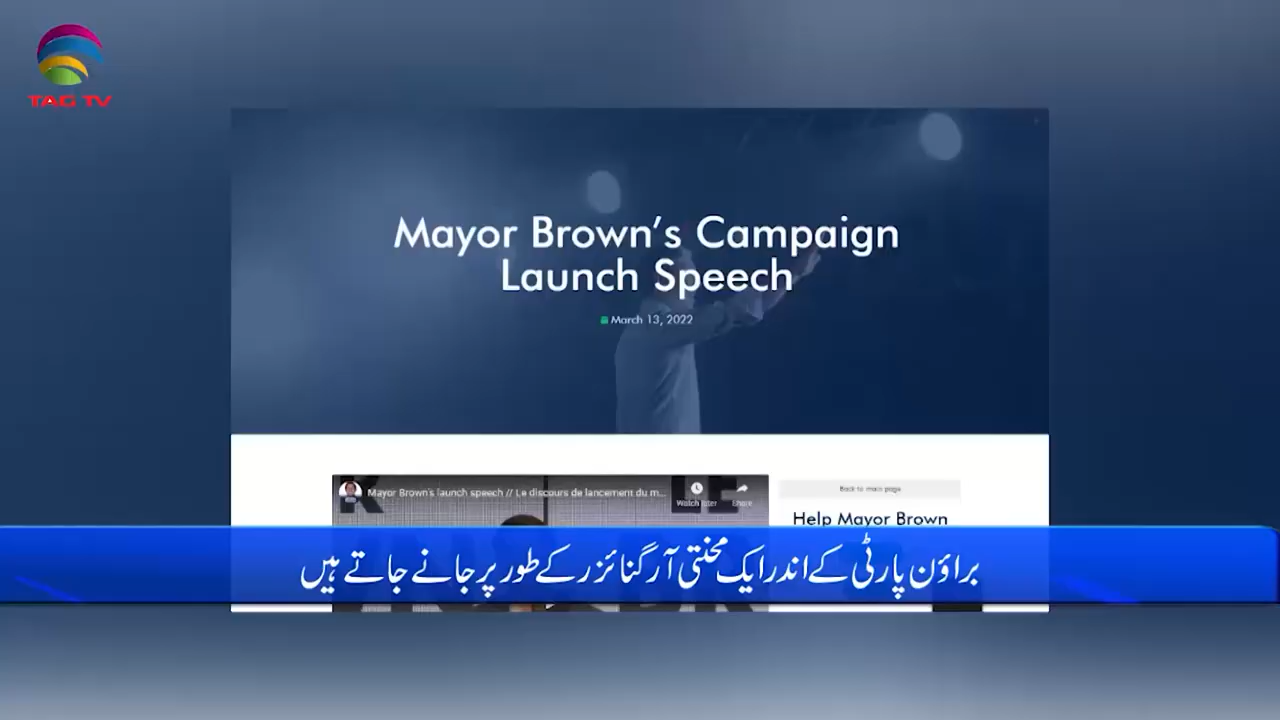 TAG TV
Mayor Brown's Campaign
Launch Speech
March 13, 2022
Mayor Brown's launch speech // Le discours de lancement du m...
Watch later
Share
Back to main page
Help Mayor Brown
براؤن پارٹی کے اندر ایک محنتی آرگنائزر کے طور پر جانے جاتے ہیں